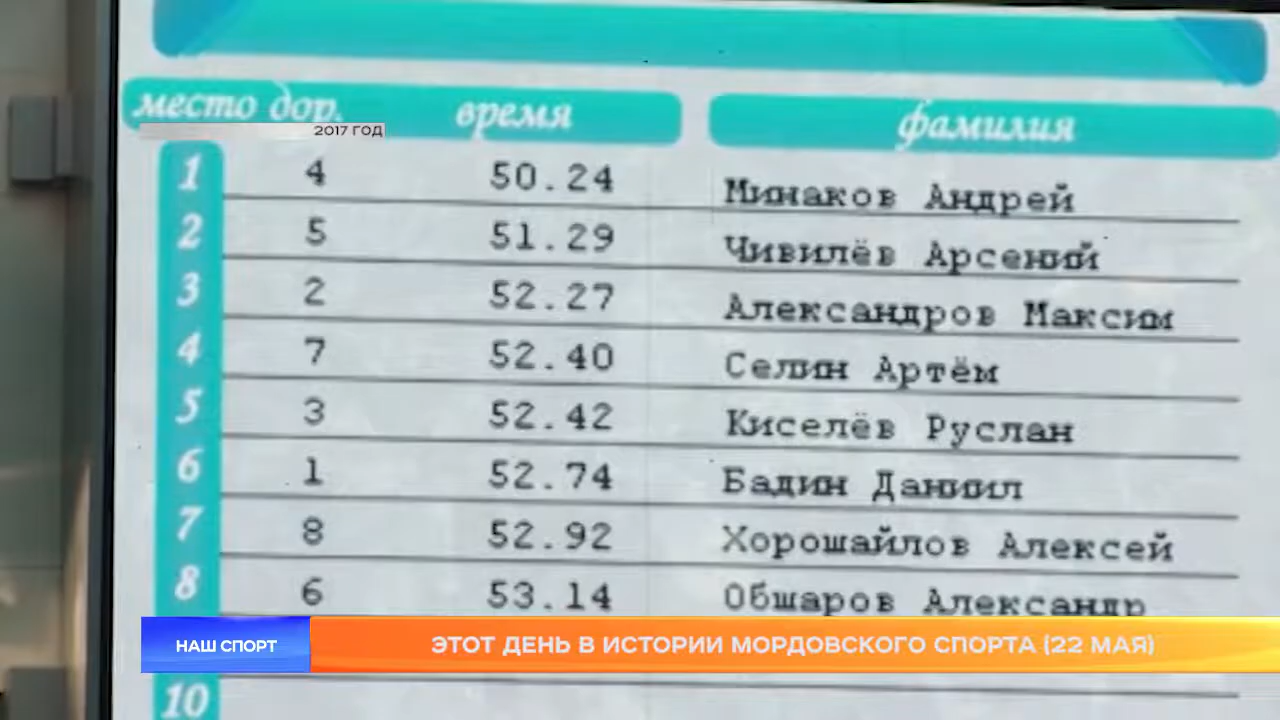 место дор. время фамилия
2017 ГОД
1 4 50.24 Минаков Андрей
2 5 51.29 Чивилёв Арсений
3 2 52.27 Александров Максим
4 7 52.40 Селин Артём
5 3 52.42 Киселёв Руслан
6 1 52.74 Бадин Даниил
7 8 52.92 Хорошайлов Алексей
8 6 53.14 Обшаров Александр
НАШ СПОРТ ЭТОТ ДЕНЬ В ИСТОРИИ МОРДОВСКОГО СПОРТА (22 МАЯ)
10